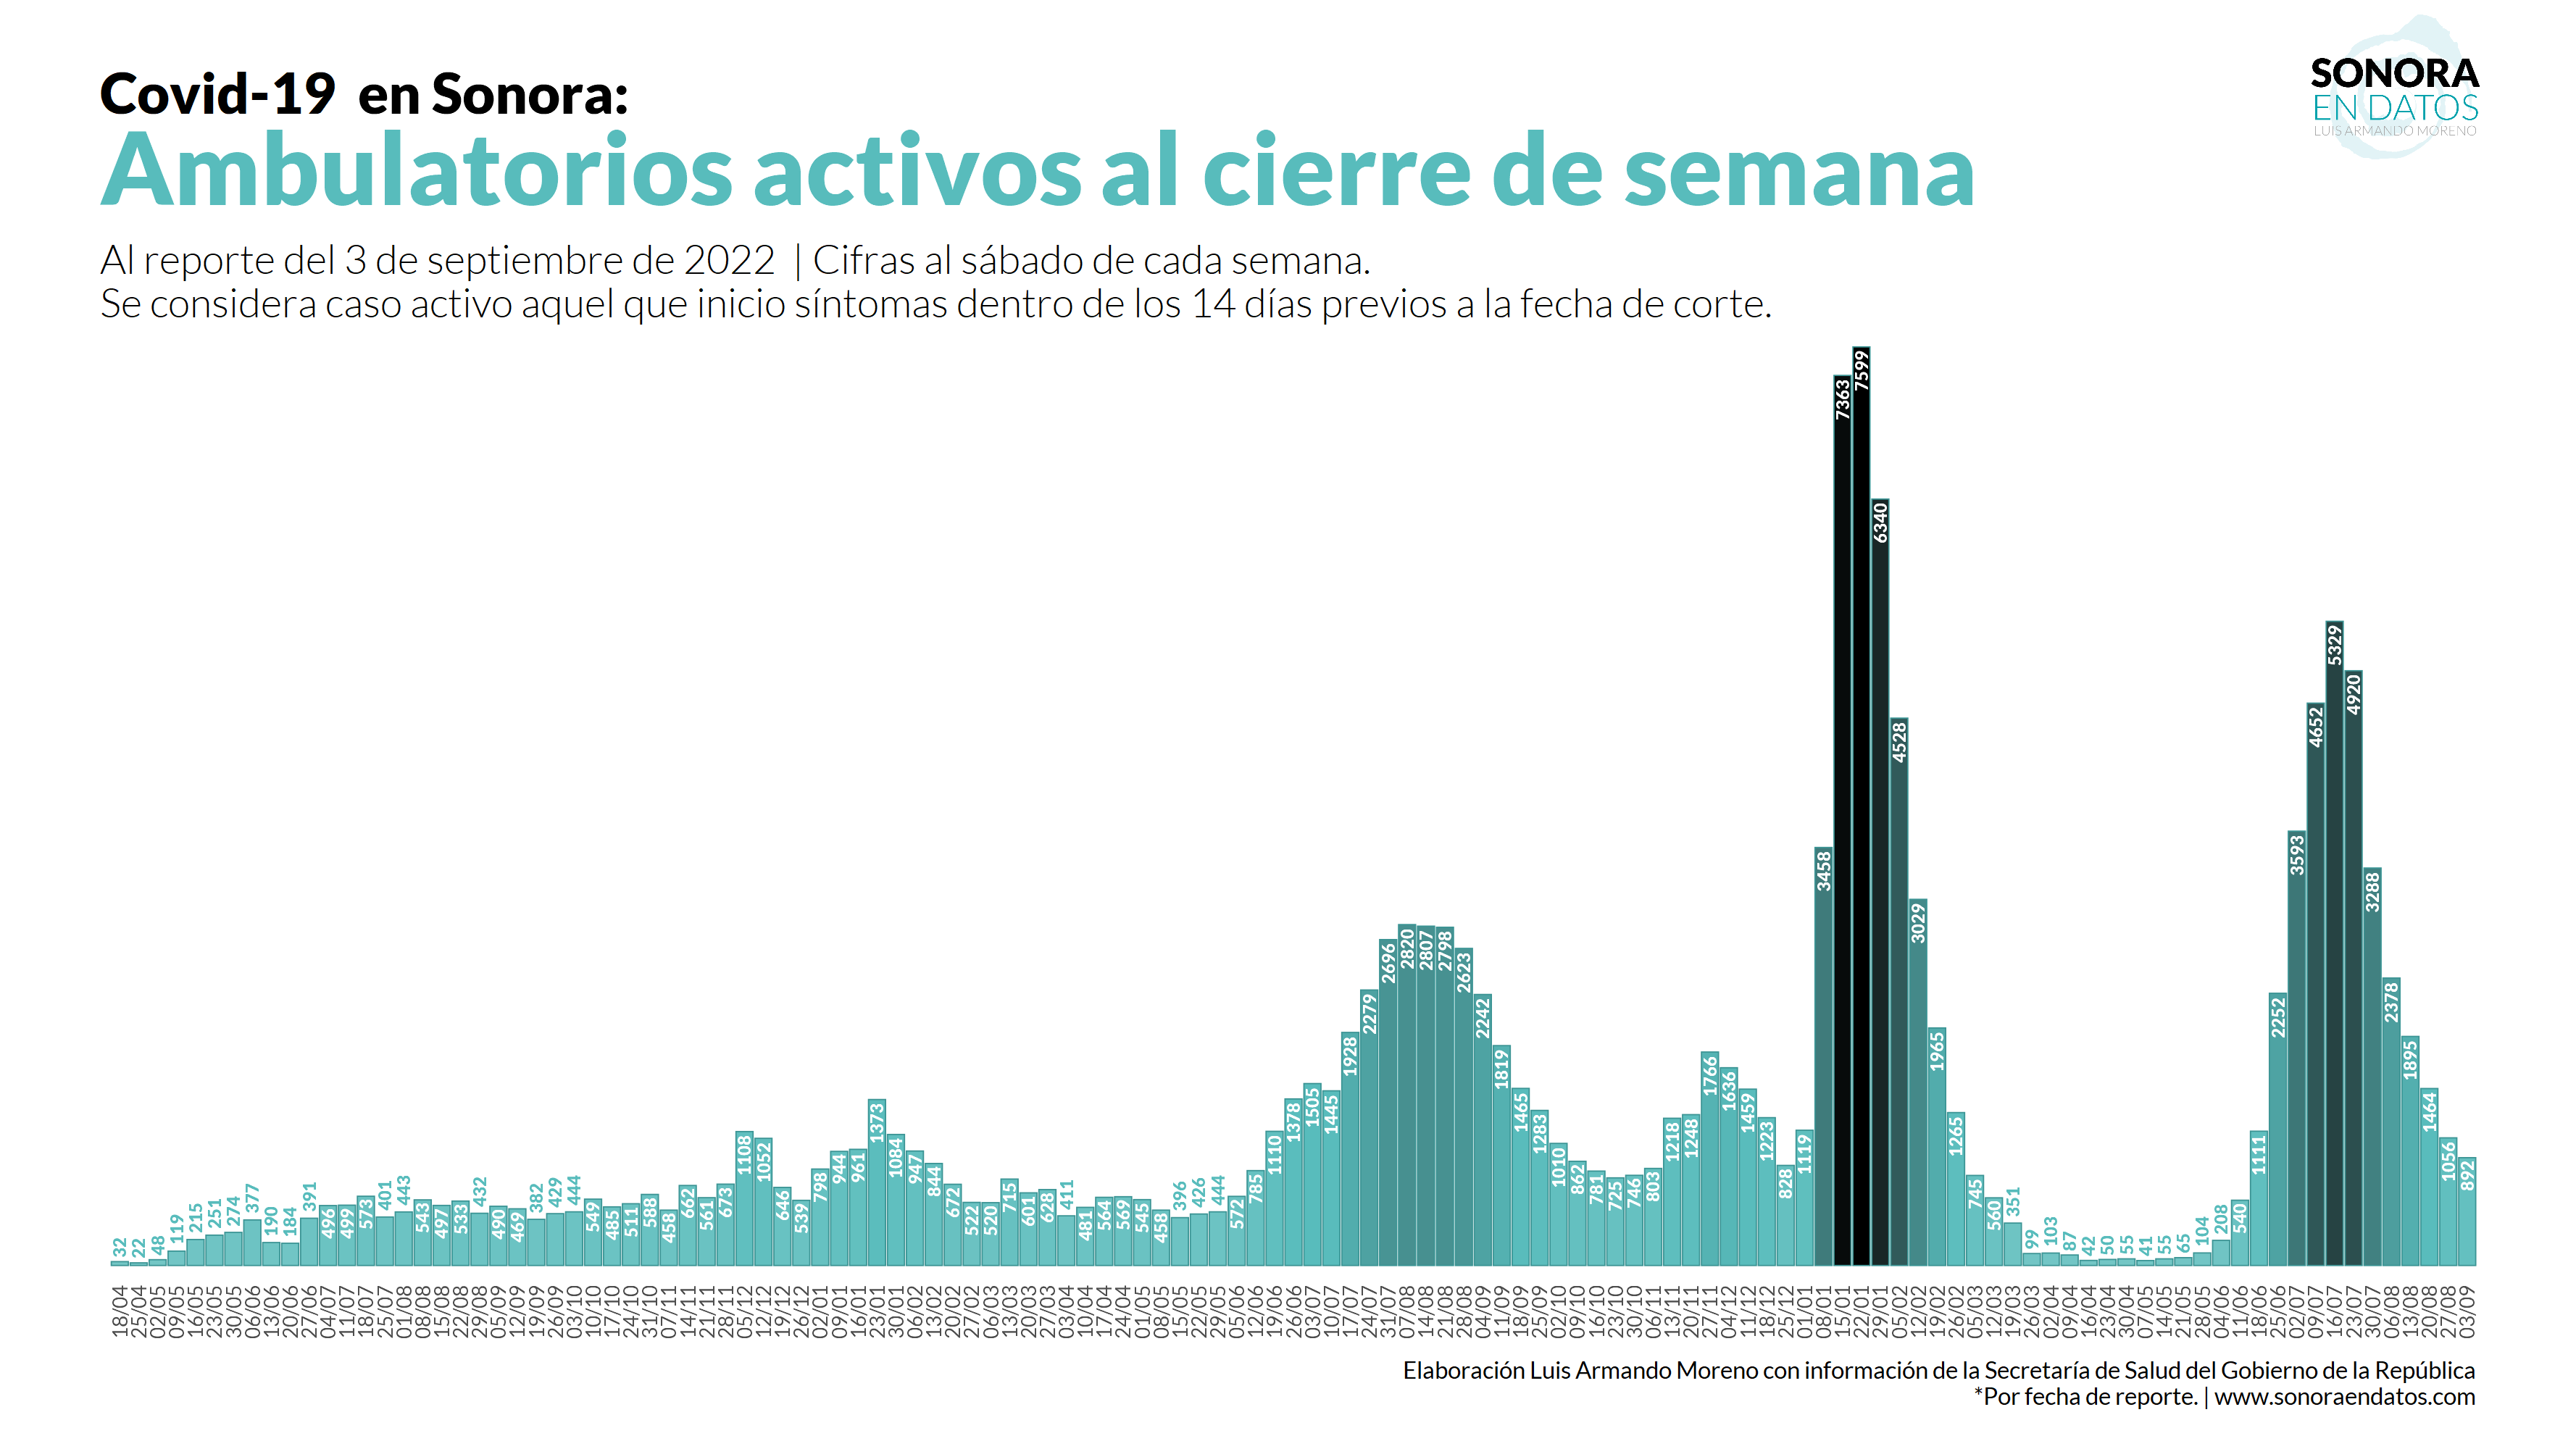 SONORA
EN DATOS
LUIS ARMANDO MORENO
Covid-19 en Sonora:
Ambulatorios activos al cierre de semana
Al reporte del 3 de septiembre de 2022 | Cifras al sábado de cada semana.
Se considera caso activo aquel que inicio síntomas dentro de los 14 días previos a la fecha de corte.
32 22 48 119 215 251 274 377 190 184 391 496 499 573 401 443 543 497 533 432 490 469 382 429 444 549 485 511 588 458 662 561 673 1108 1052 646 539 798 944 961 1373 1084 947 844 672 522 520 715 601 628 411 481 564 569 545 458 396 426 444 572 785 1110 1378 1505 1445 1928 2279 2696 2820 2807 2798 2623 2242 1819 1465 1283 1010 862 781 725 746 803 1218 1248 1766 1636 1459 1223 828 1119 3458 7363 7599 6340 4528 3029 1965 1265 745 560 351 99 103 87 42 50 55 41 55 65 104 208 540 1111 2252 3593 4652 5329 4920 3288 2378 1895 1464 1056 892
18/04 25/04 02/05 09/05 16/05 23/05 30/05 06/06 13/06 20/06 27/06 04/07 11/07 18/07 25/07 01/08 08/08 15/08 22/08 29/08 05/09 12/09 19/09 26/09 03/10 10/10 17/10 24/10 31/10 07/11 14/11 21/11 28/11 05/12 12/12 19/12 26/12 02/01 09/01 16/01 23/01 30/01 06/02 13/02 20/02 27/02 06/03 13/03 20/03 27/03 03/04 10/04 17/04 24/04 01/05 08/05 15/05 22/05 29/05 05/06 12/06 19/06 26/06 03/07 10/07 17/07 24/07 31/07 07/08 14/08 21/08 28/08 04/09 11/09 18/09 25/09 02/10 09/10 16/10 23/10 30/10 06/11 13/11 20/11 27/11 04/12 11/12 18/12 25/12 01/01 08/01 15/01 22/01 29/01 05/02 12/02 19/02 26/02 05/03 12/03 19/03 26/03 02/04 09/04 16/04 23/04 30/04 07/05 14/05 21/05 28/05 04/06 11/06 18/06 25/06 02/07 09/07 16/07 23/07 30/07 06/08 13/08 20/08 27/08 03/09
Elaboración Luis Armando Moreno con información de la Secretaría de Salud del Gobierno de la República
*Por fecha de reporte. | www.sonoraendatos.com